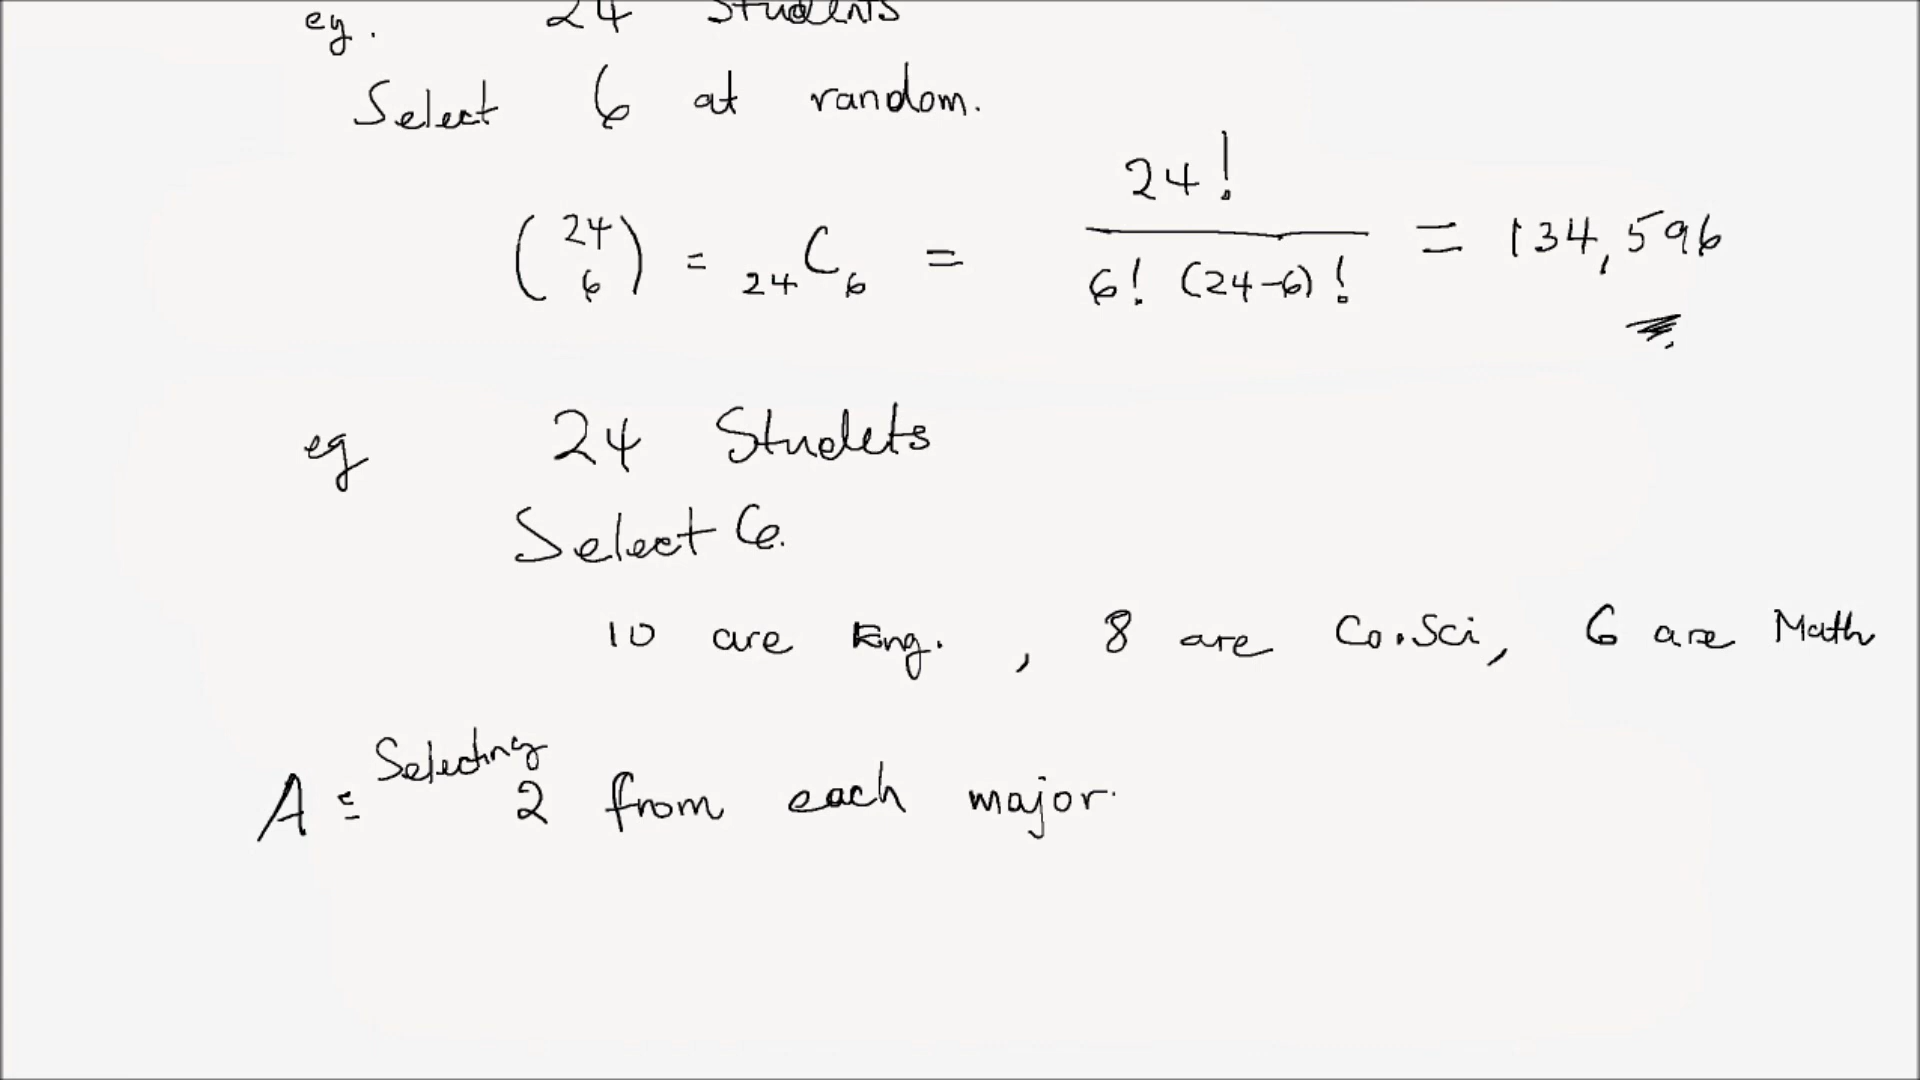 eg. 24 Students
Select 6 at random.
(24 6) = 24C6 = 24! / 6! (24-6)! = 134,596
eg 24 Studets
Select 6.
10 are Eng. , 8 are Co.Sci, 6 are Math
A = Selecting 2 from each major.